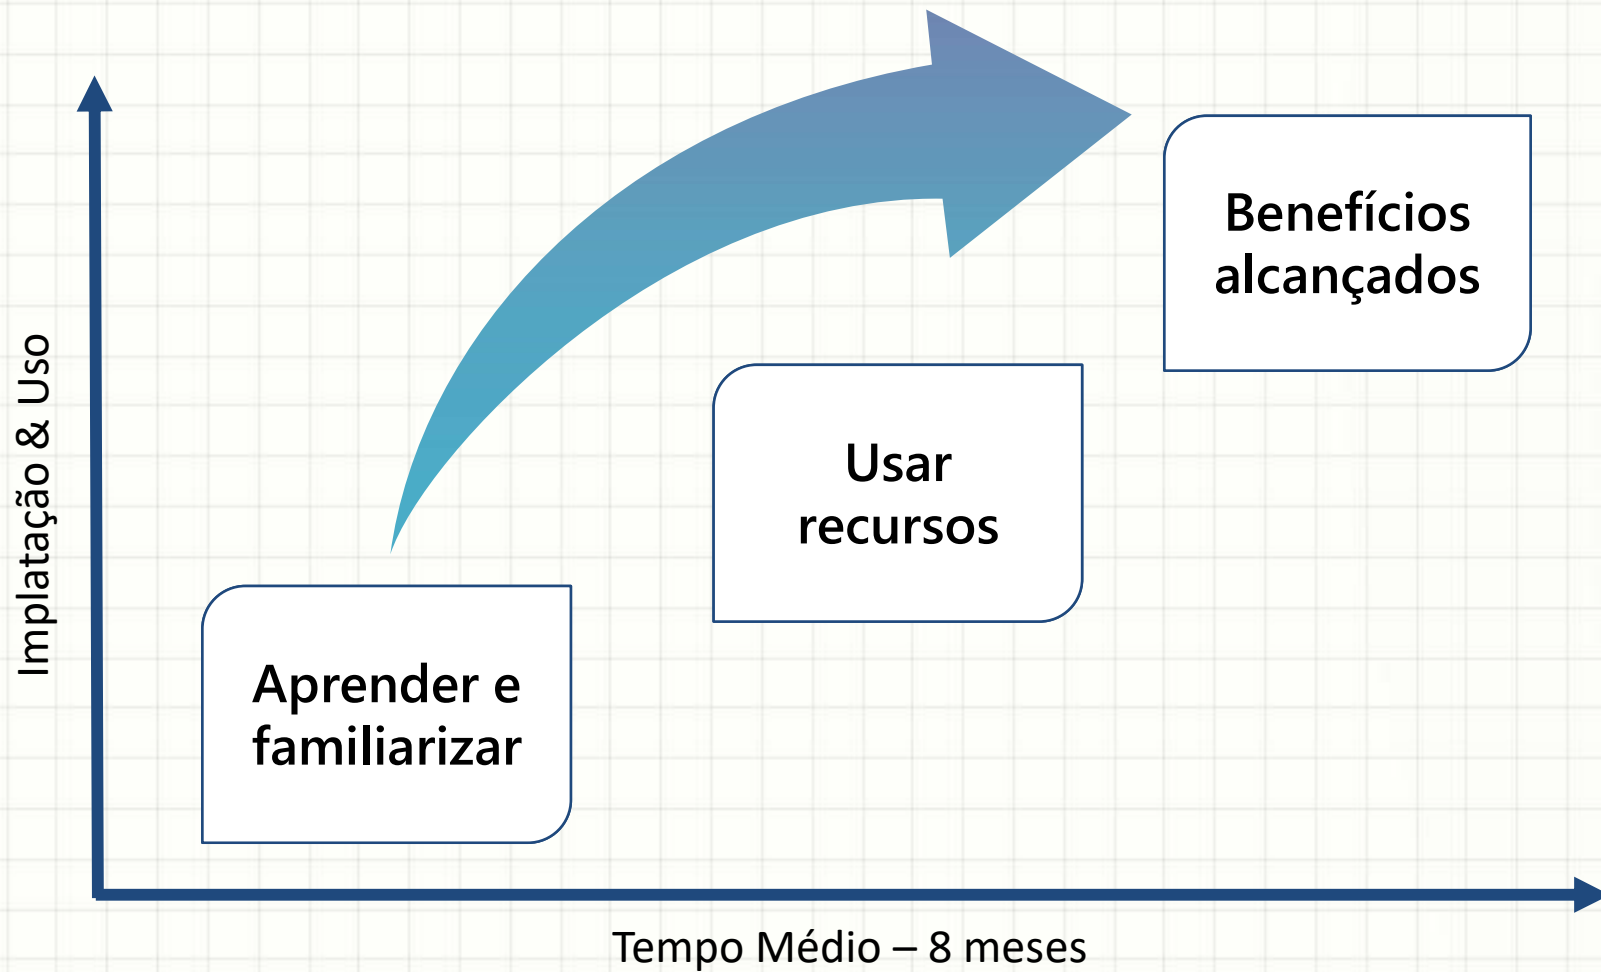 Implatação & Uso
Aprender e
familiarizar
Usar
recursos
Benefícios
alcançados
Tempo Médio – 8 meses